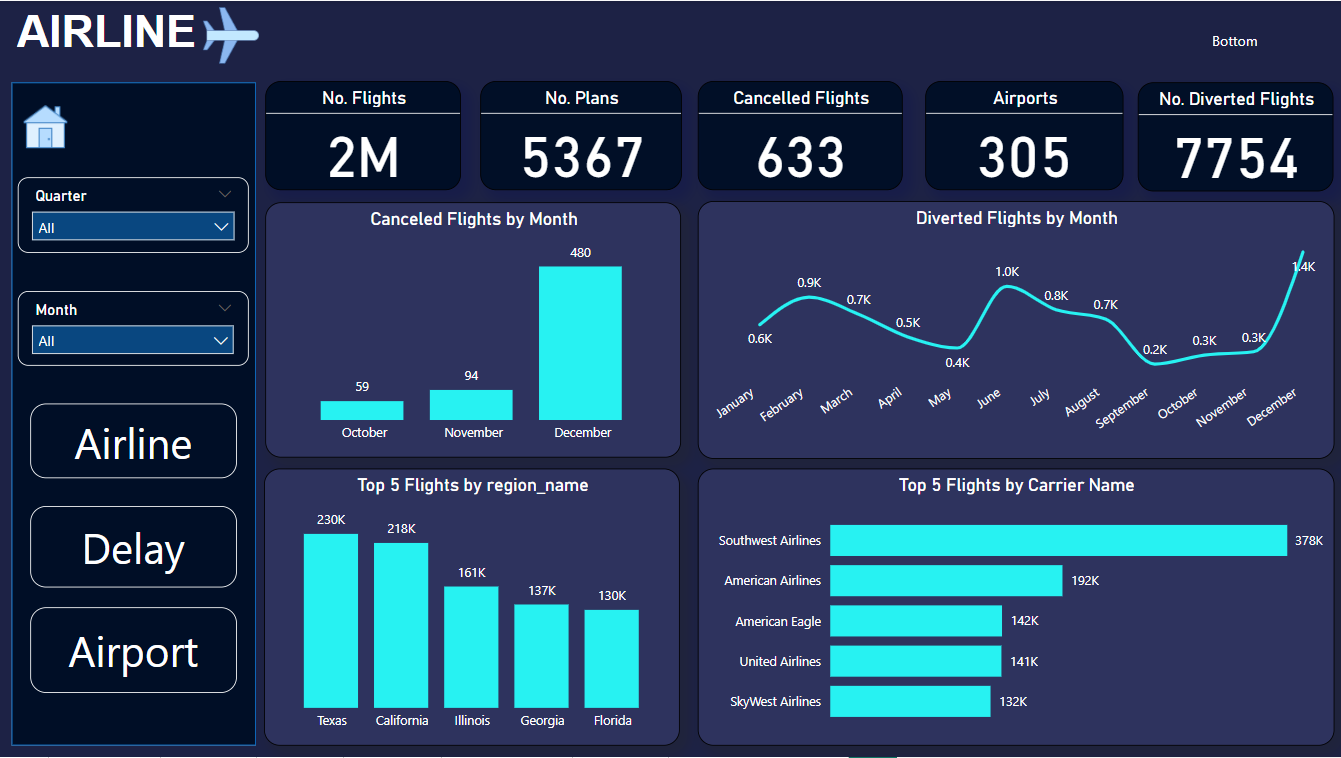 AIRLINE
Bottom
Quarter
All
Month
All
Airline
Delay
Airport
No. Flights
2M
No. Plans
5367
Cancelled Flights
633
Airports
305
No. Diverted Flights
7754
Canceled Flights by Month
59
94
480
October
November
December
Diverted Flights by Month
0.6K
0.9K
0.7K
0.5K
0.4K
1.0K
0.8K
0.7K
0.2K
0.3K
0.3K
1.4K
January
February
March
April
May
June
July
August
September
October
November
December
Top 5 Flights by region_name
230K
218K
161K
137K
130K
Texas
California
Illinois
Georgia
Florida
Top 5 Flights by Carrier Name
Southwest Airlines 378K
American Airlines 192K
American Eagle 142K
United Airlines 141K
SkyWest Airlines 132K